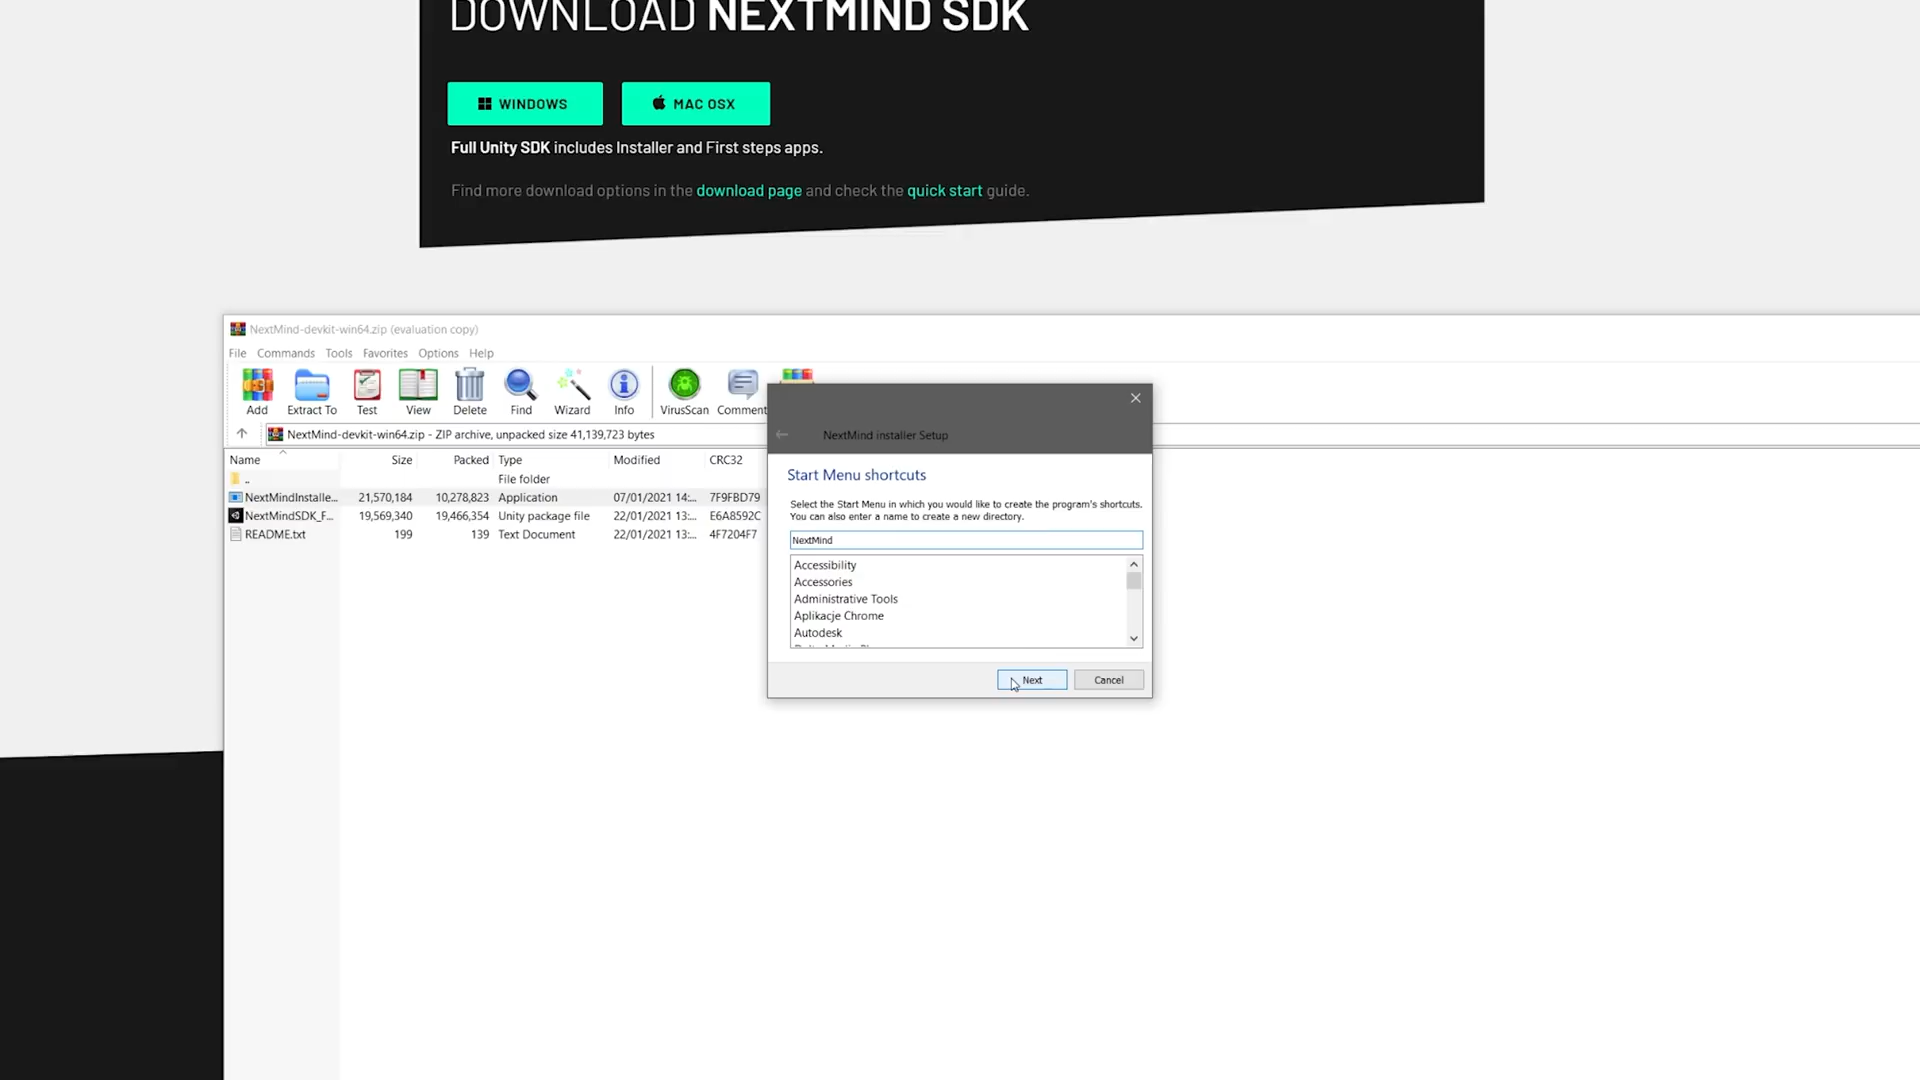 DOWNLOAD NEXTMIND SDK
WINDOWS
MAC OSX
Full Unity SDK includes Installer and First steps apps.
Find more download options in the download page and check the quick start guide.
NextMind-devkit-win64.zip (evaluation copy)
File Commands Tools Favorites Options Help
Add Extract To Test View Delete Find Wizard Info VirusScan Comment
NextMind-devkit-win64.zip - ZIP archive, unpacked size 41,139,723 bytes
Name Size Packed Type Modified CRC32
.. File folder
NextMindInstalle... 21,570,184 10,278,823 Application 07/01/2021 14:... 7F9FBD79
NextMindSDK_F... 19,569,340 19,466,354 Unity package file 22/01/2021 13:... E6A8592C
README.txt 199 139 Text Document 22/01/2021 13:... 4F7204F7
NextMind installer Setup
Start Menu shortcuts
Select the Start Menu in which you would like to create the program's shortcuts.
You can also enter a name to create a new directory.
NextMind
Accessibility
Accessories
Administrative Tools
Aplikacje Chrome
Autodesk
Next
Cancel